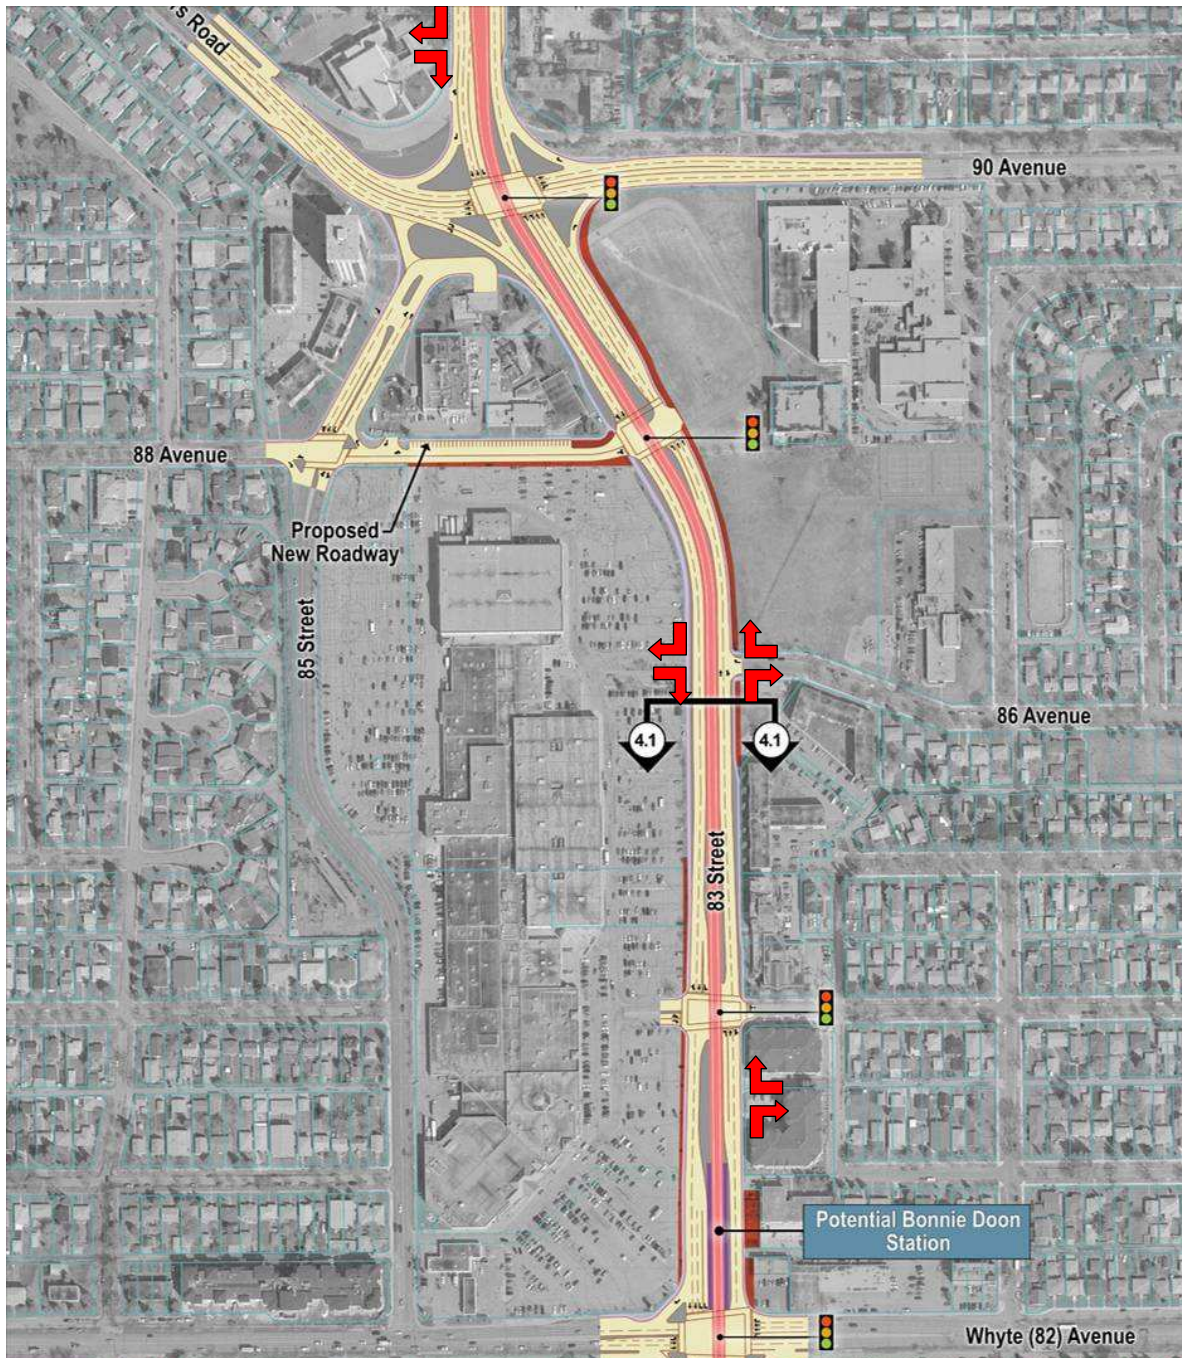 Road
90 Avenue
88 Avenue
Proposed
New Roadway
85 Street
86 Avenue
4.1
4.1
83 Street
Potential Bonnie Doon
Station
Whyte (82) Avenue